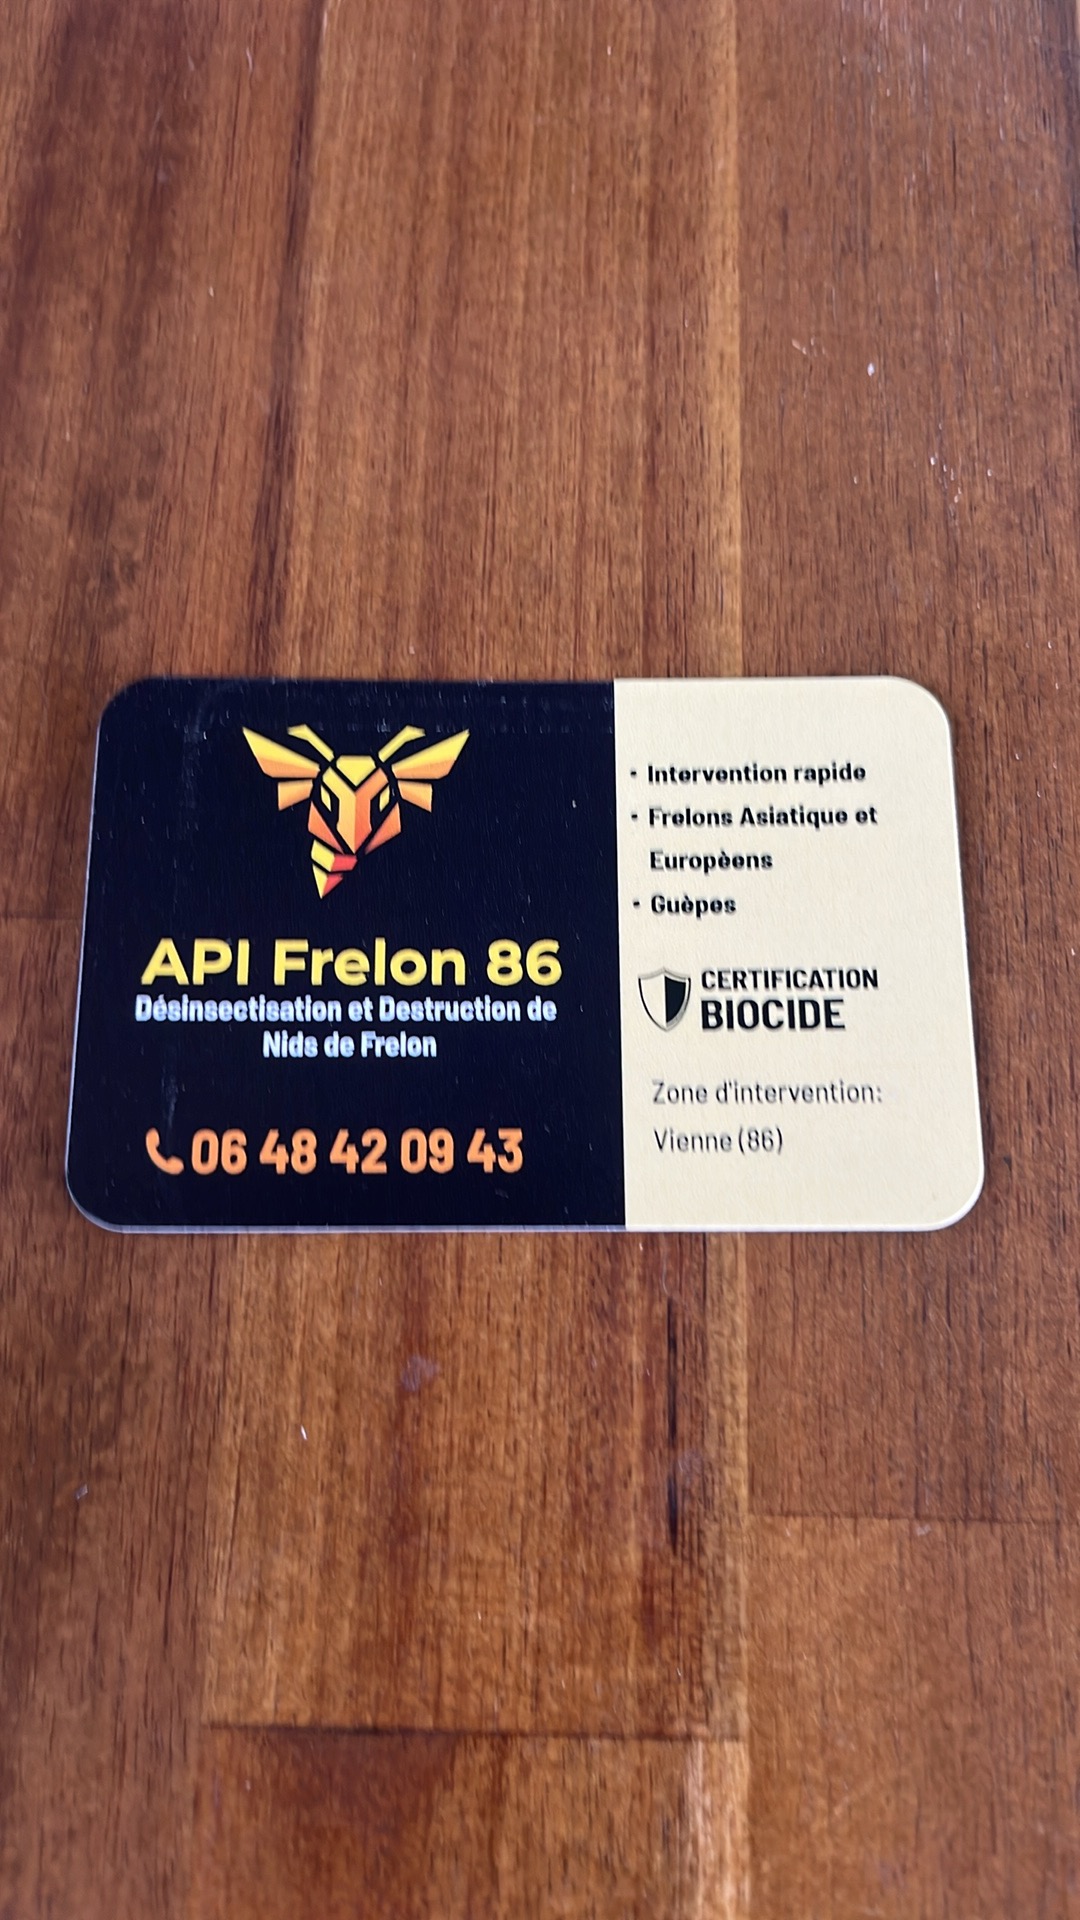 API Frelon 86
Désinsectisation et Destruction de
Nids de Frelon
06 48 42 09 43
• Intervention rapide
• Frelons Asiatique et
Europèens
• Guèpes
CERTIFICATION
BIOCIDE
Zone d'intervention:
Vienne (86)